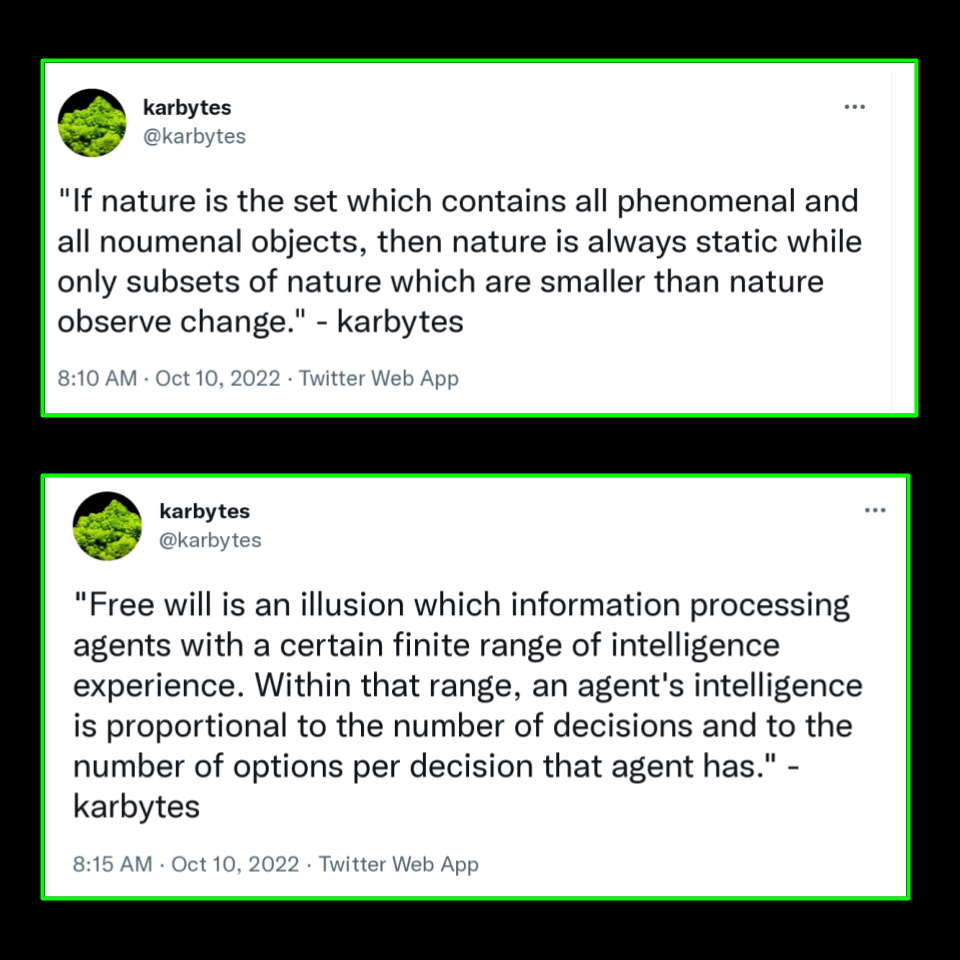 karbytes
@karbytes
"If nature is the set which contains all phenomenal and
all noumenal objects, then nature is always static while
only subsets of nature which are smaller than nature
observe change." - karbytes
8:10 AM · Oct 10, 2022 · Twitter Web App
karbytes
@karbytes
"Free will is an illusion which information processing
agents with a certain finite range of intelligence
experience. Within that range, an agent's intelligence
is proportional to the number of decisions and to the
number of options per decision that agent has." -
karbytes
8:15 AM · Oct 10, 2022 · Twitter Web App